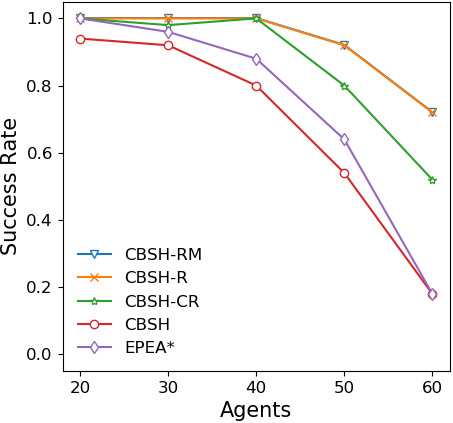 Success Rate
1.0
0.8
0.6
0.4
0.2
0.0
CBSH-RM
CBSH-R
CBSH-CR
CBSH
EPEA*
20 30 40 50 60
Agents